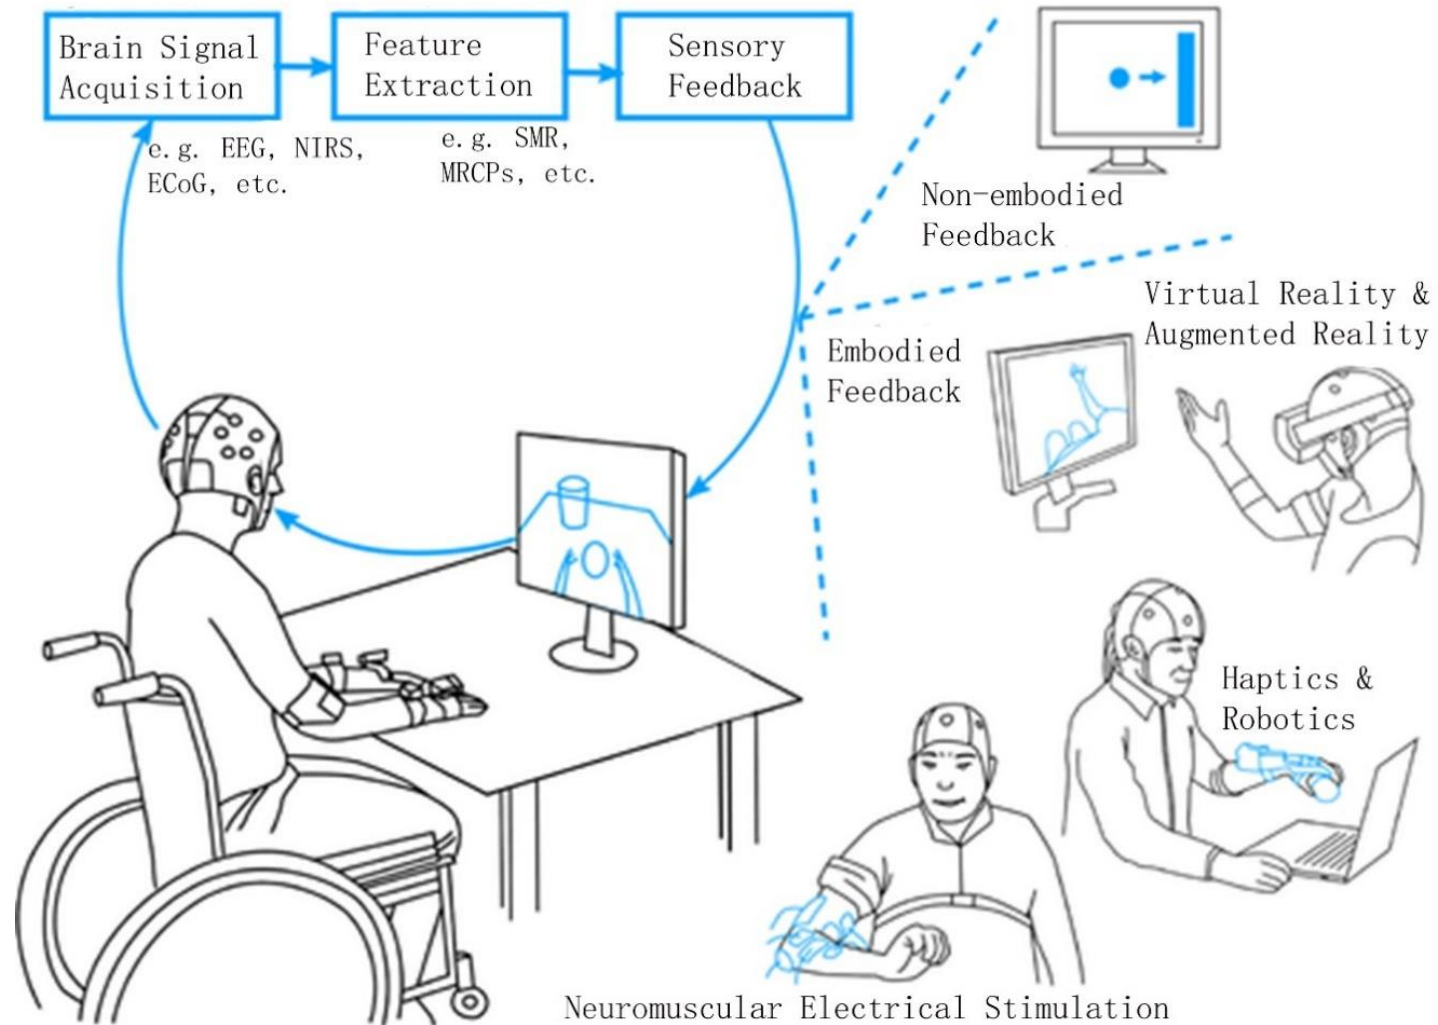 Brain Signal
Acquisition
Feature
Extraction
Sensory
Feedback
e.g. EEG, NIRS,
ECoG, etc.
e.g. SMR,
MRCPs, etc.
Non-embodied
Feedback
Virtual Reality &
Augmented Reality
Embodied
Feedback
Haptics &
Robotics
Neuromuscular Electrical Stimulation